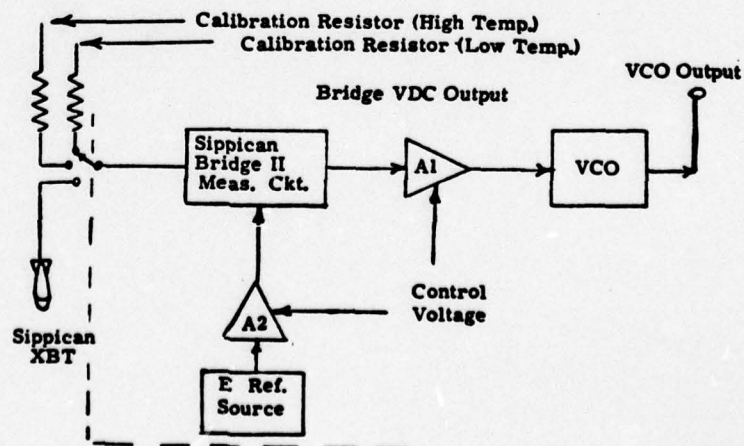 Calibration Resistor (High Temp.)
Calibration Resistor (Low Temp.)
VCO Output
Bridge VDC Output
Sippican
Bridge II
Meas. Ckt.
A1
VCO
Control
Voltage
A2
Sippican
XBT
E Ref.
Source